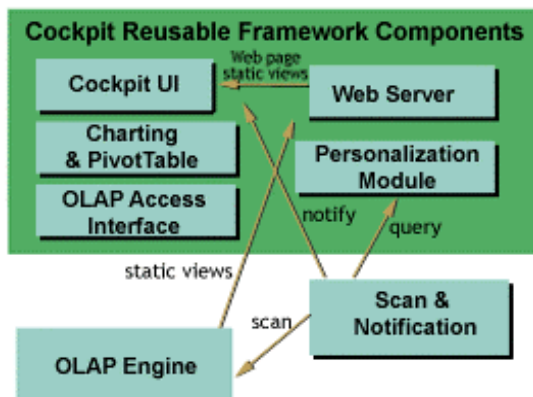 Cockpit Reusable Framework Components
Web page
static views
Cockpit UI
Web Server
Charting
& PivotTable
Personalization
Module
OLAP Access
Interface
notify
query
static views
scan
Scan &
Notification
OLAP Engine